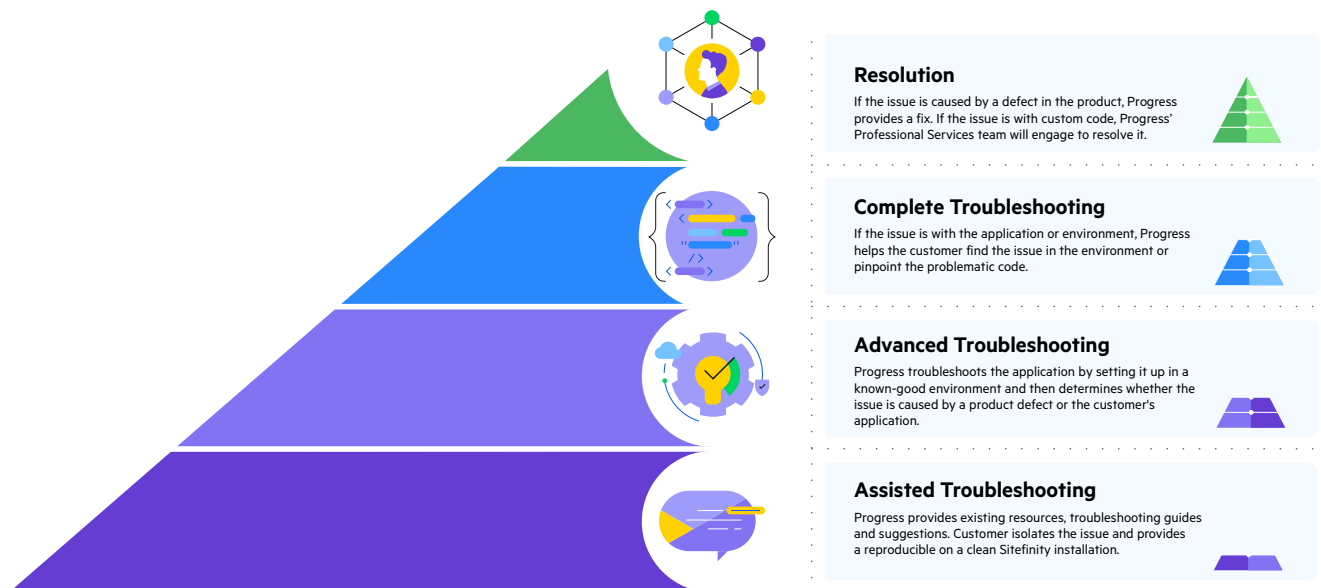 Resolution
If the issue is caused by a defect in the product, Progress
provides a fix. If the issue is with custom code, Progress’
Professional Services team will engage to resolve it.
Complete Troubleshooting
If the issue is with the application or environment, Progress
helps the customer find the issue in the environment or
pinpoint the problematic code.
Advanced Troubleshooting
Progress troubleshoots the application by setting it up in a
known-good environment and then determines whether the
issue is caused by a product defect or the customer's
application.
Assisted Troubleshooting
Progress provides existing resources, troubleshooting guides
and suggestions. Customer isolates the issue and provides
a reproducible on a clean Sitefinity installation.